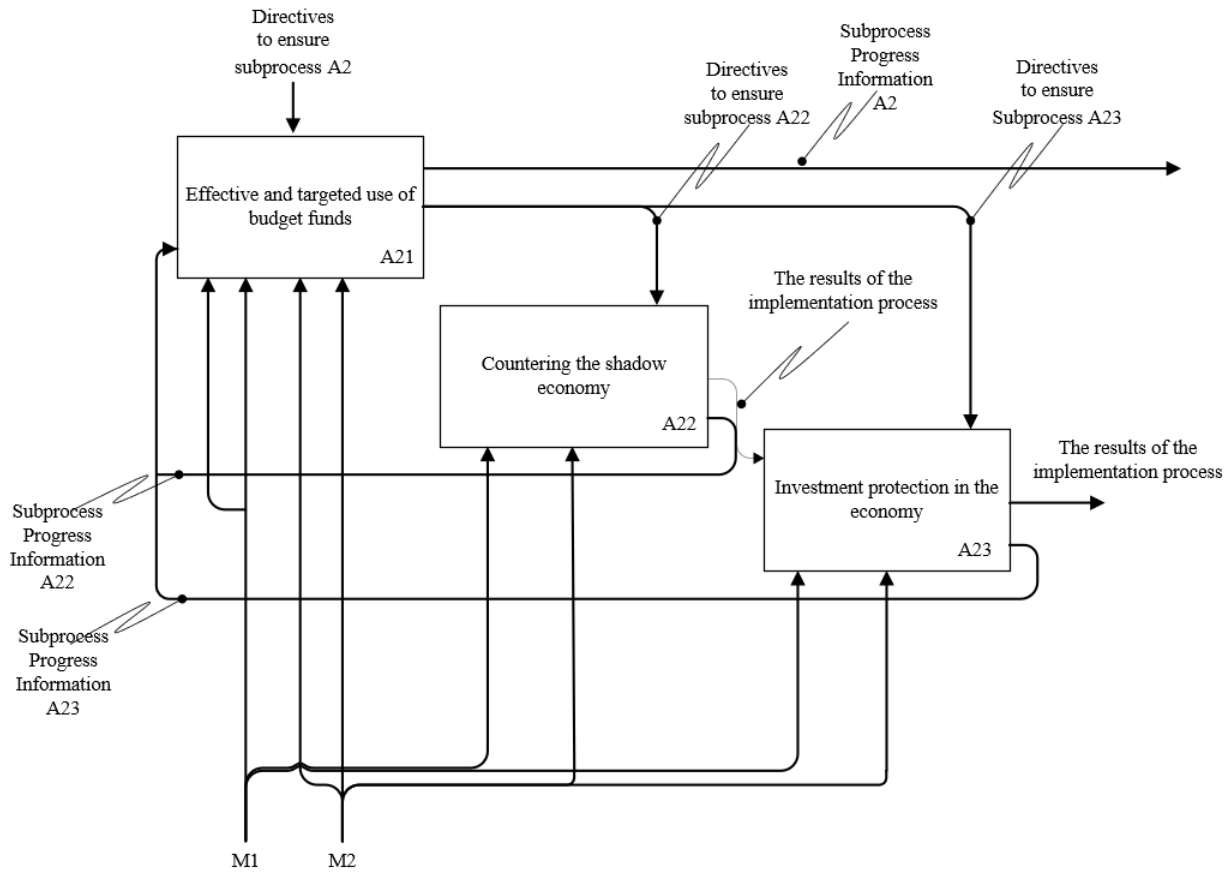 Directives
to ensure
subprocess A2
Subprocess
Progress
Information
A2
Directives
to ensure
subprocess A22
Directives
to ensure
Subprocess A23
Effective and targeted use of
budget funds
A21
The results of the
implementation process
Countering the shadow
economy
A22
The results of the
implementation process
Investment protection in the
economy
A23
Subprocess
Progress
Information
A22
Subprocess
Progress
Information
A23
M1
M2